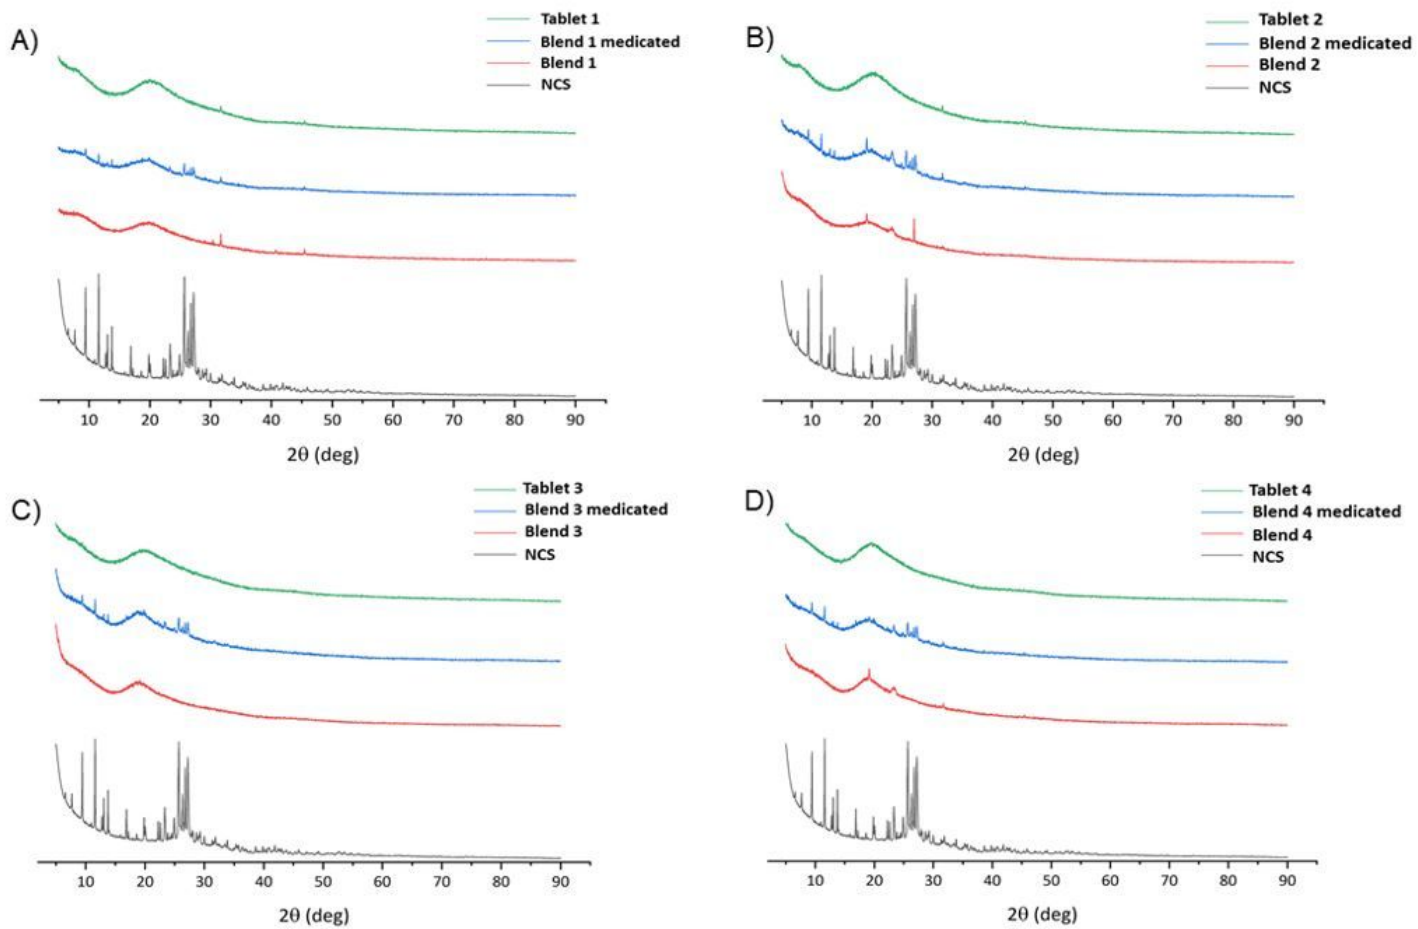 A)
Tablet 1
Blend 1 medicated
Blend 1
NCS
10 20 30 40 50 60 70 80 90
2θ (deg)
B)
Tablet 2
Blend 2 medicated
Blend 2
NCS
10 20 30 40 50 60 70 80 90
2θ (deg)
C)
Tablet 3
Blend 3 medicated
Blend 3
NCS
10 20 30 40 50 60 70 80 90
2θ (deg)
D)
Tablet 4
Blend 4 medicated
Blend 4
NCS
10 20 30 40 50 60 70 80 90
2θ (deg)